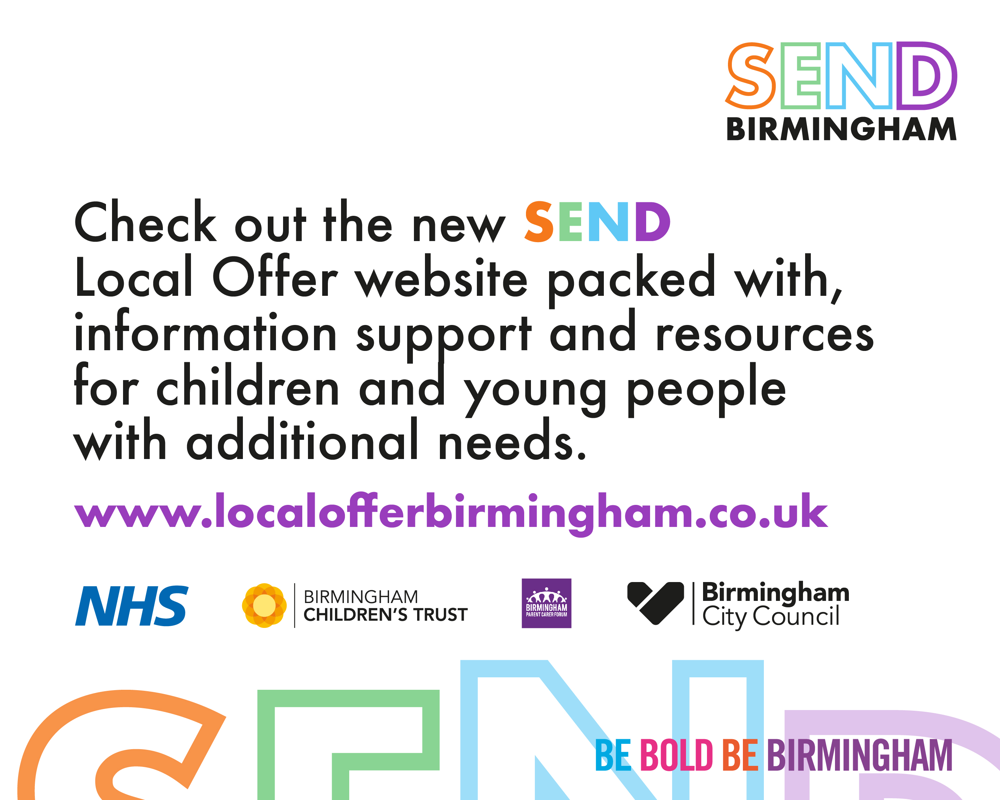 SEND
BIRMINGHAM
Check out the new SEND
Local Offer website packed with,
information support and resources
for children and young people
with additional needs.
www.localofferbirmingham.co.uk
NHS
BIRMINGHAM
CHILDREN'S TRUST
BIRMINGHAM
PARENT CARER FORUM
Birmingham
City Council
SEND
BE BOLD BE BIRMINGHAM